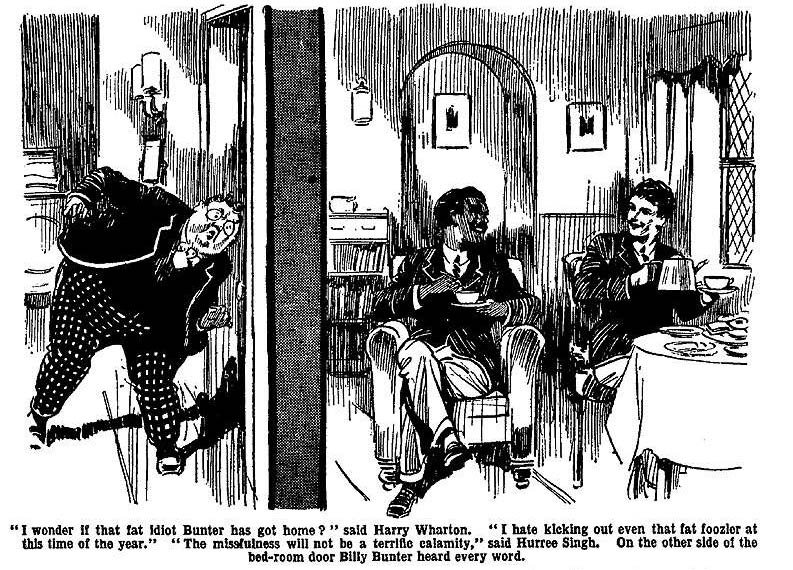 "I wonder if that fat idiot Bunter has got home?" said Harry Wharton. "I hate kicking out even that fat foozler at
this time of the year." "The missfulness will not be a terrific calamity," said Hurree Singh. On the other side of the
bed-room door Billy Bunter heard every word.